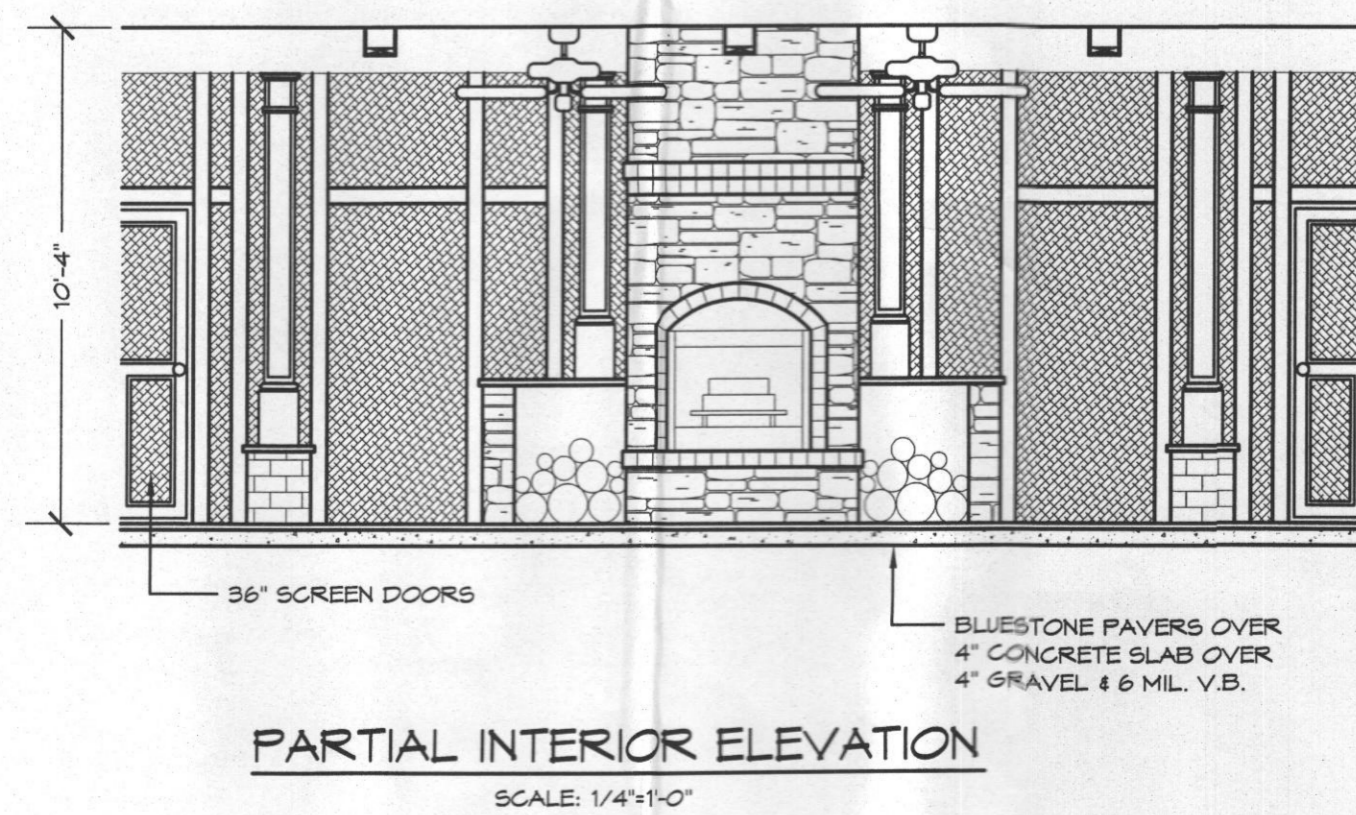 10'-4"
36" SCREEN DOORS
BLUESTONE PAVERS OVER
4" CONCRETE SLAB OVER
4" GRAVEL & 6 MIL. V.B.
PARTIAL INTERIOR ELEVATION
SCALE: 1/4"=1'-0"